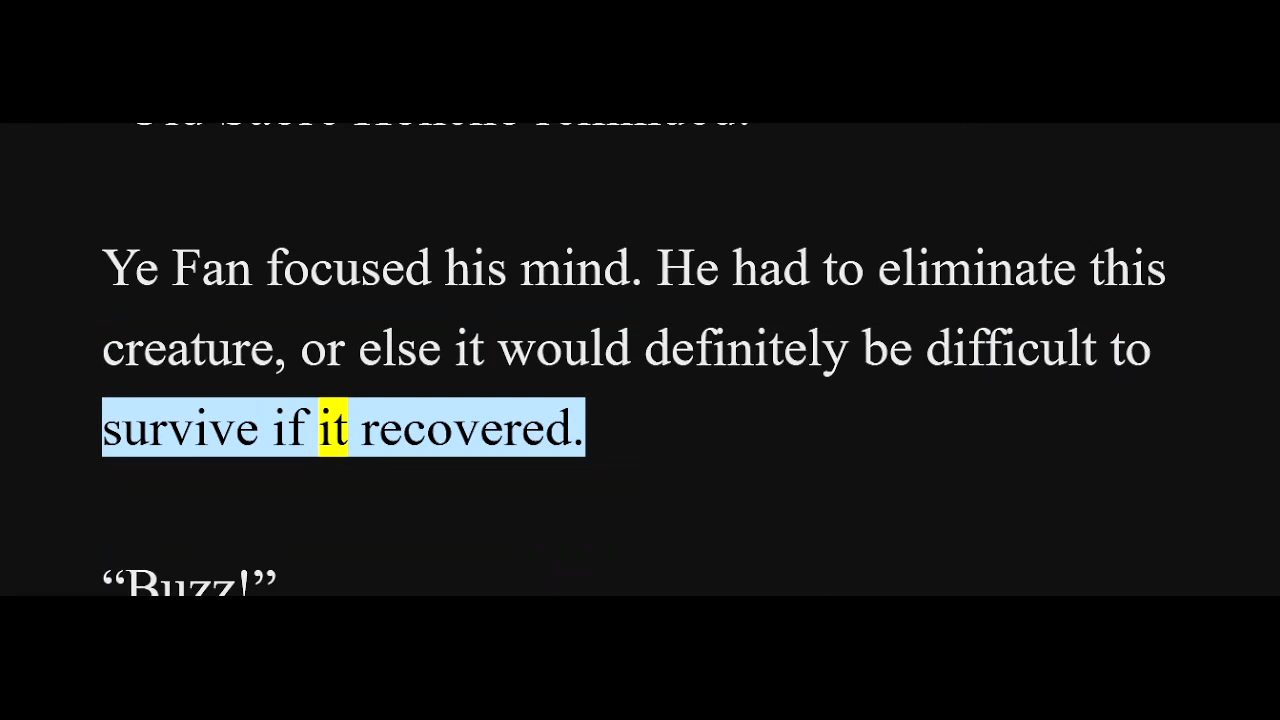 Ye Fan focused his mind. He had to eliminate this
creature, or else it would definitely be difficult to
survive if it recovered.
“Buzz!”